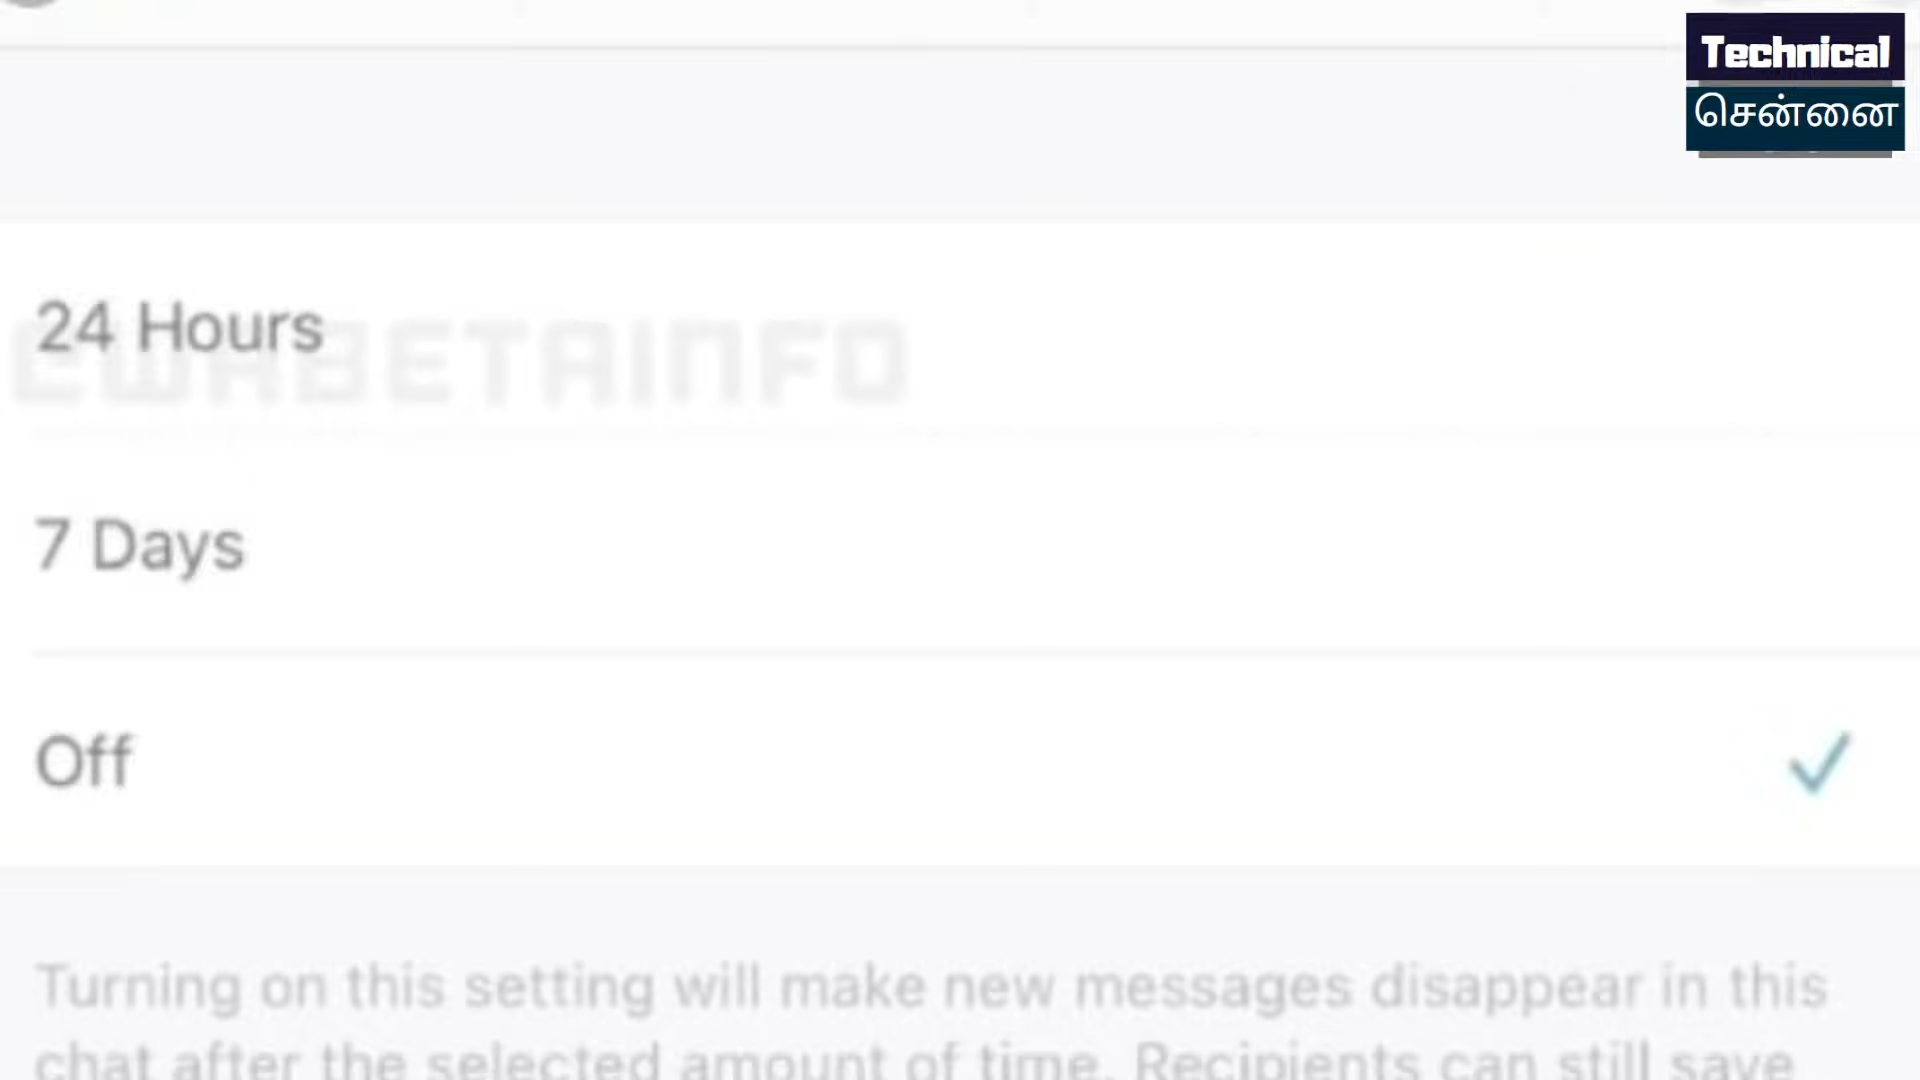 Technical
சென்னை
24 Hours
WABETAINFO
7 Days
Off
Turning on this setting will make new messages disappear in this
chat after the selected amount of time. Recipients can still save